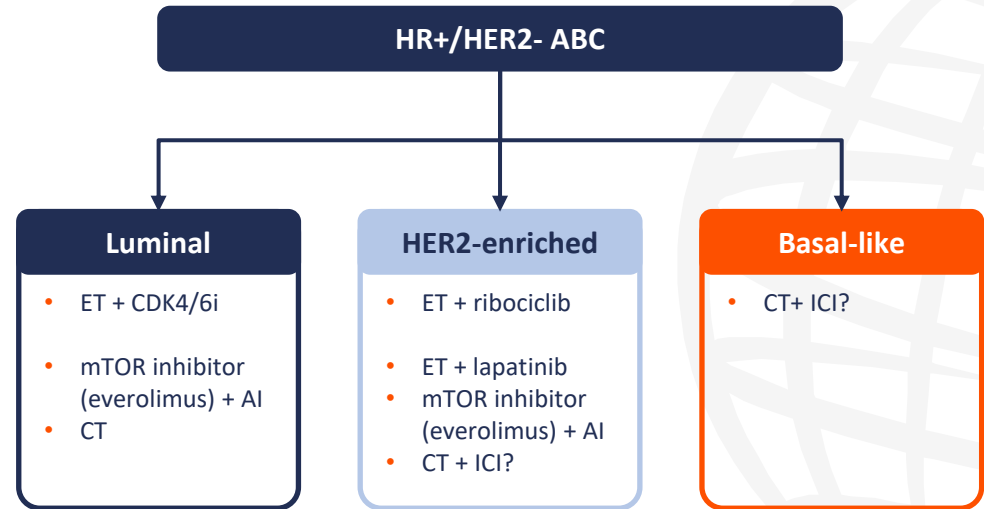 HR+/HER2- ABC
Luminal
• ET + CDK4/6i
• mTOR inhibitor
(everolimus) + AI
• CT
HER2-enriched
• ET + ribociclib
• ET + lapatinib
• mTOR inhibitor
(everolimus) + AI
• CT + ICI?
Basal-like
• CT+ ICI?